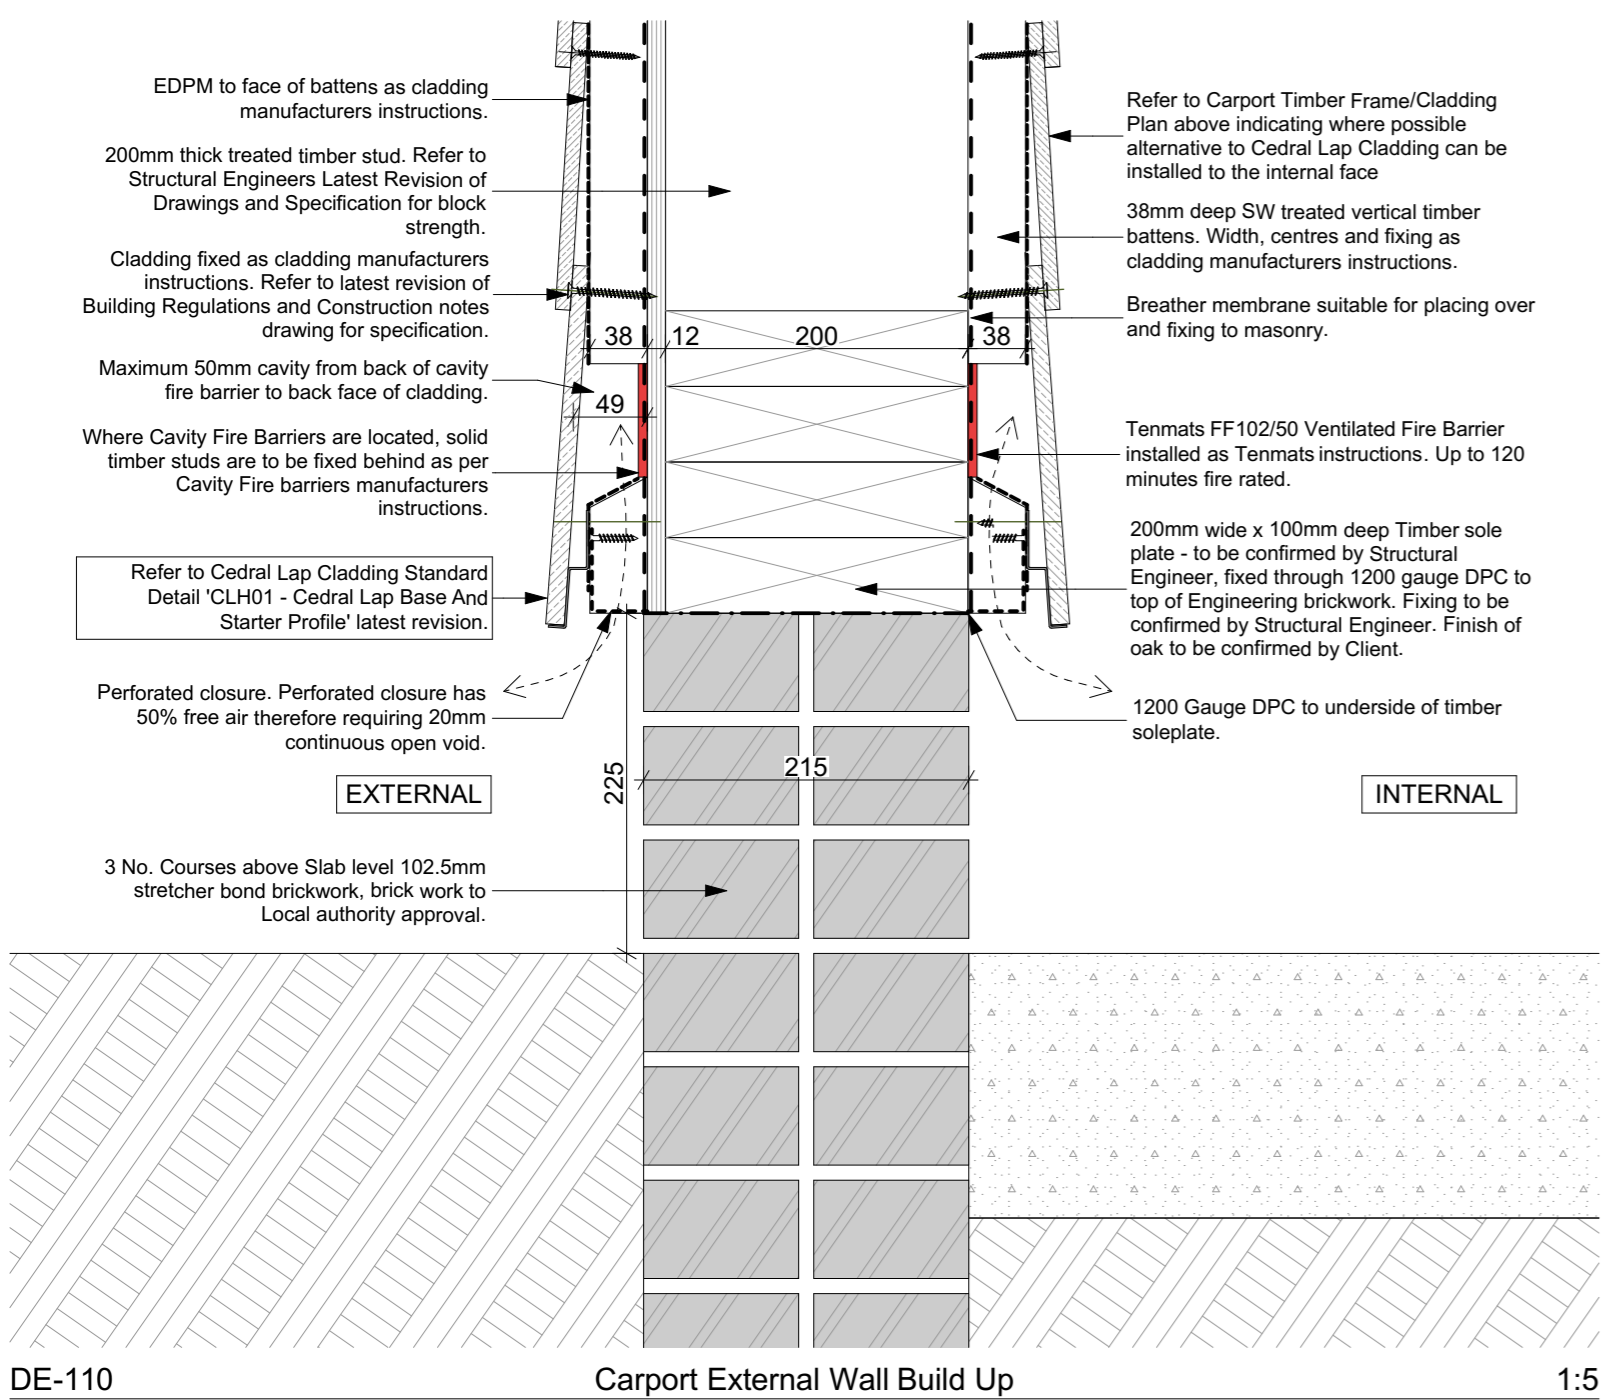 EDPM to face of battens as cladding
manufacturers instructions.
200mm thick treated timber stud. Refer to
Structural Engineers Latest Revision of
Drawings and Specification for block
strength.
Cladding fixed as cladding manufacturers
instructions. Refer to latest revision of
Building Regulations and Construction notes
drawing for specification.
Maximum 50mm cavity from back of cavity
fire barrier to back face of cladding.
Where Cavity Fire Barriers are located, solid
timber studs are to be fixed behind as per
Cavity Fire barriers manufacturers
instructions.
Refer to Cedral Lap Cladding Standard
Detail 'CLH01 - Cedral Lap Base And
Starter Profile' latest revision.
Perforated closure. Perforated closure has
50% free air therefore requiring 20mm
continuous open void.
EXTERNAL
3 No. Courses above Slab level 102.5mm
stretcher bond brickwork, brick work to
Local authority approval.
38
12
200
38
49
225
215
Refer to Carport Timber Frame/Cladding
Plan above indicating where possible
alternative to Cedral Lap Cladding can be
installed to the internal face
38mm deep SW treated vertical timber
battens. Width, centres and fixing as
cladding manufacturers instructions.
Breather membrane suitable for placing over
and fixing to masonry.
Tenmats FF102/50 Ventilated Fire Barrier
installed as Tenmats instructions. Up to 120
minutes fire rated.
200mm wide x 100mm deep Timber sole
plate - to be confirmed by Structural
Engineer, fixed through 1200 gauge DPC to
top of Engineering brickwork. Fixing to be
confirmed by Structural Engineer. Finish of
oak to be confirmed by Client.
1200 Gauge DPC to underside of timber
soleplate.
INTERNAL
DE-110
Carport External Wall Build Up
1:5